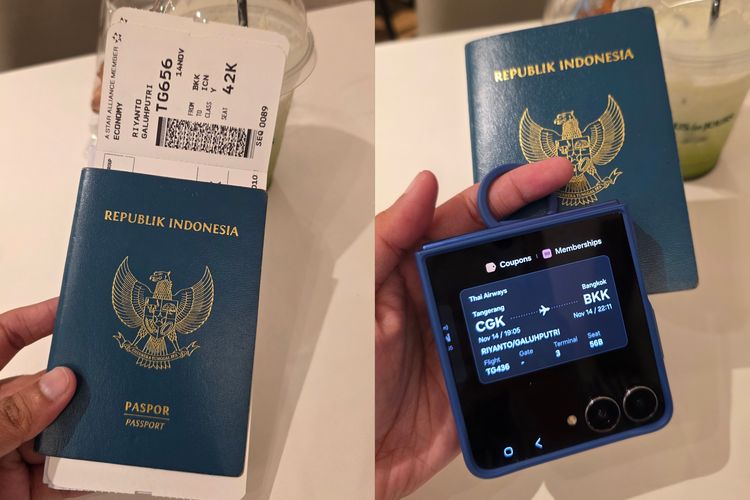 A STAR ALLIANCE MEMBER
ECONOMY
RIYANTO
GALUHPUTRI
TG656 14NOV
FROM BKK
TO ICN
CLASS Y
SEAT 42K
SEQ 0089
REPUBLIK INDONESIA
PASPOR
PASSPORT
REPUBLIK INDONESIA
Coupons
Memberships
Thai Airways
Tangerang
Bangkok
CGK
BKK
Nov 14 / 19:05
Nov 14 / 22:11
RIYANTO/GALUHPUTRI
Flight Gate Terminal Seat
TG436 - 3 56B